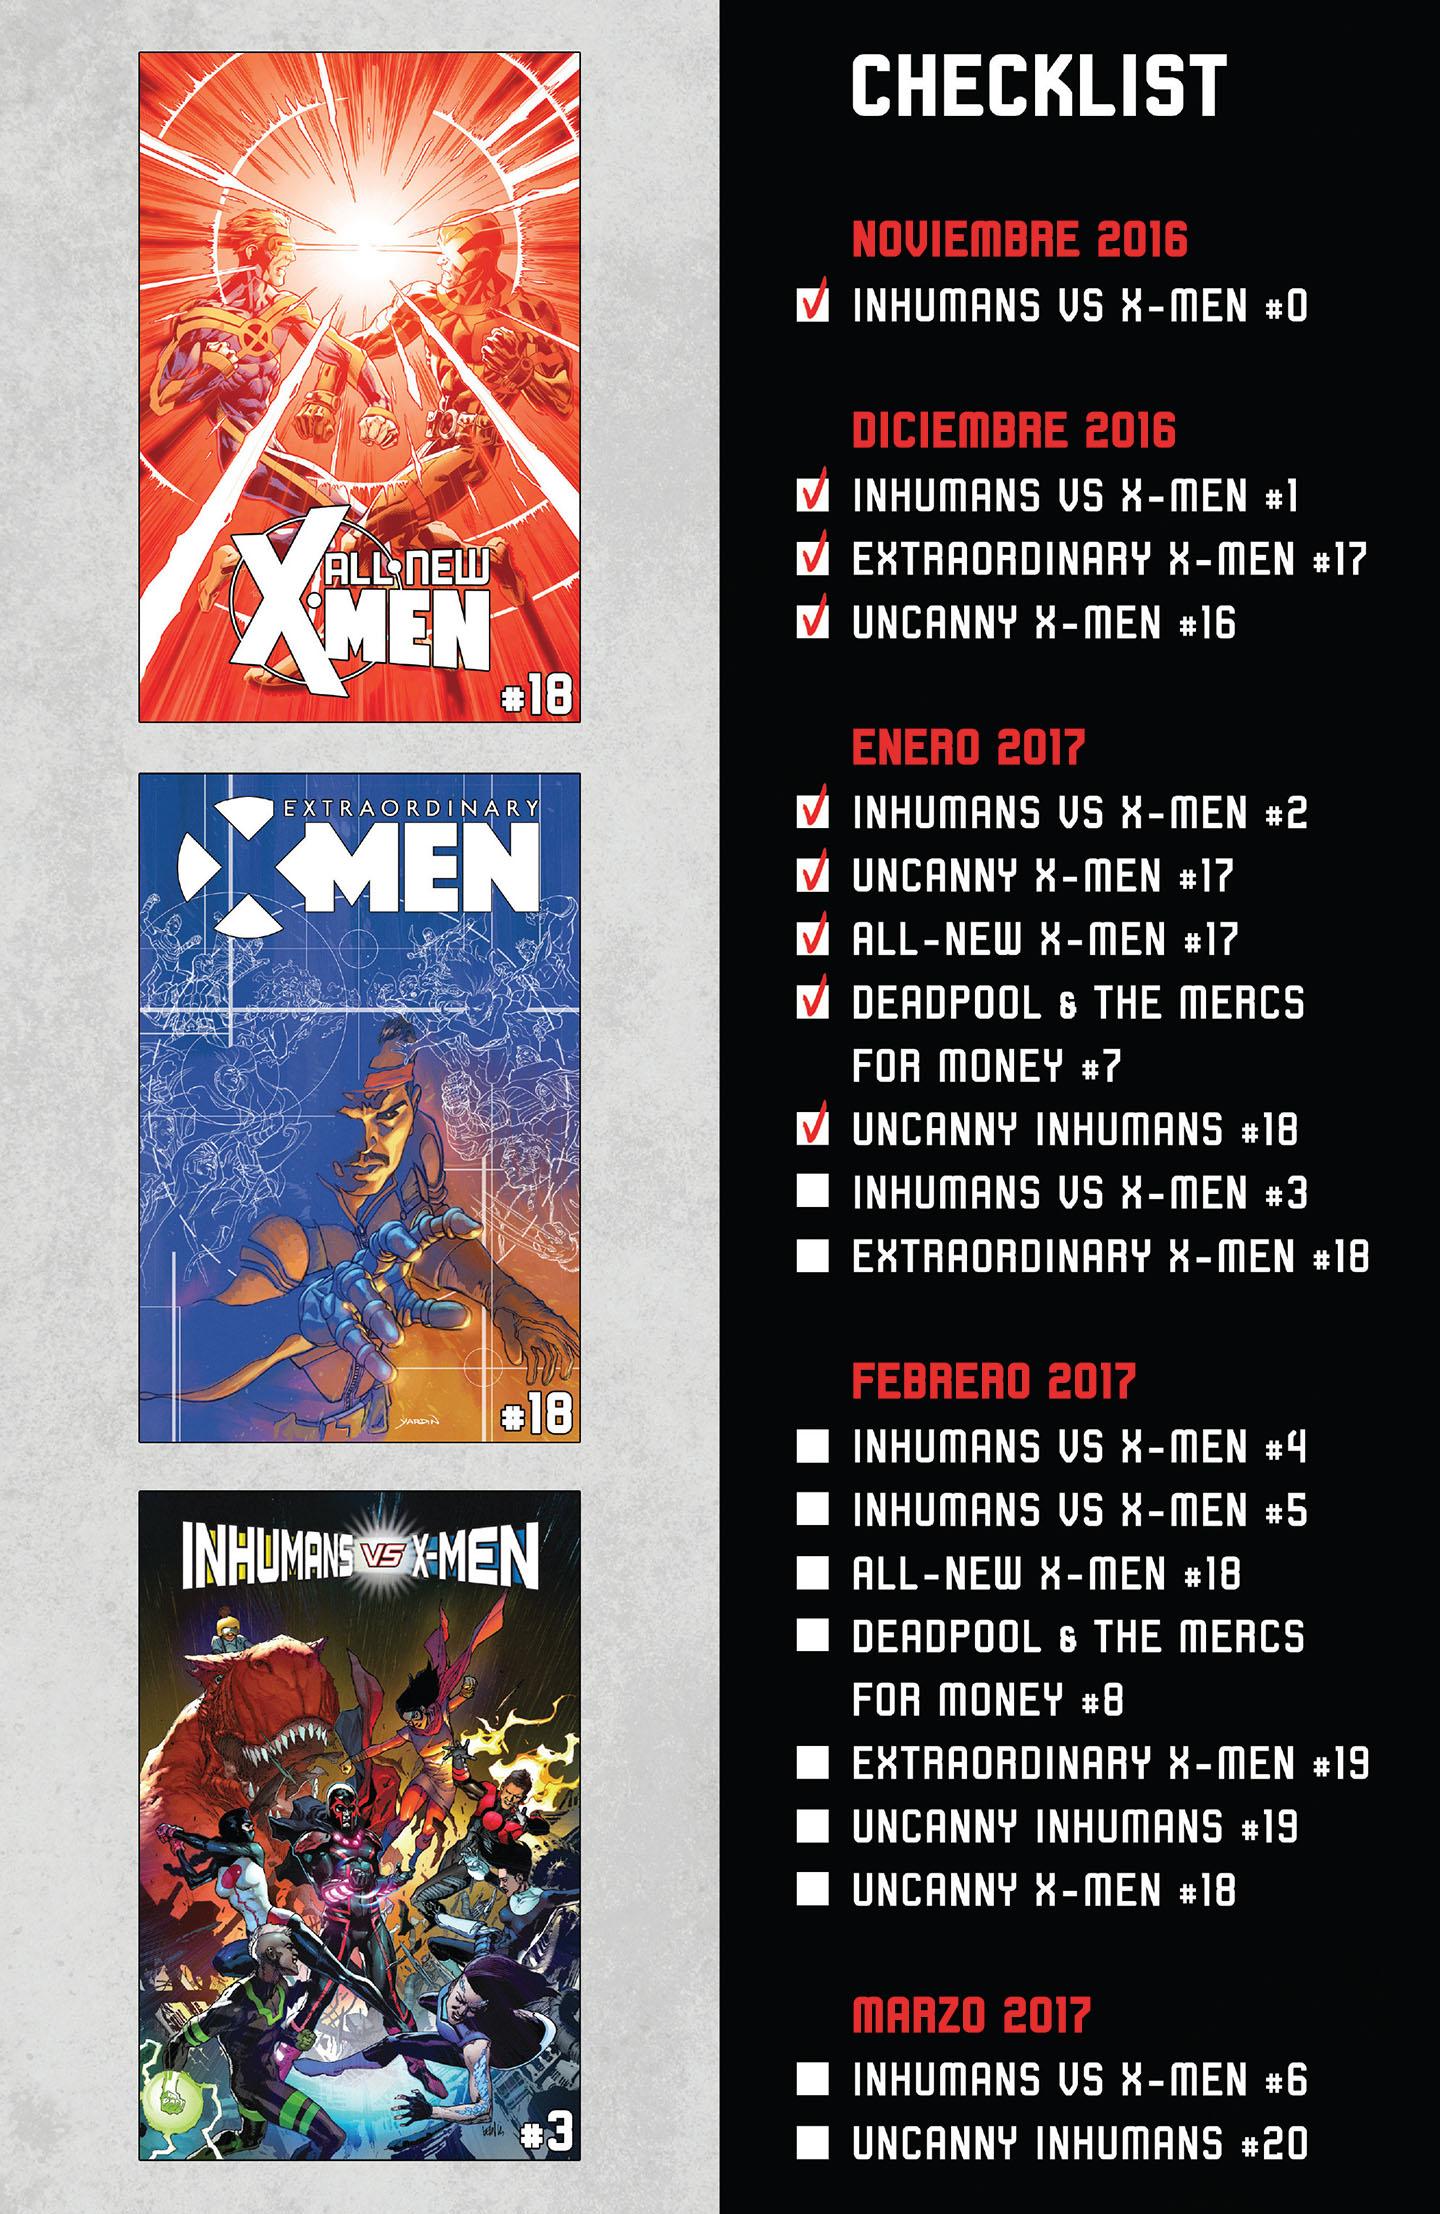 ALL-NEW
X-MEN
#18
EXTRAORDINARY
X-MEN
YARDIN
#18
INHUMANS VS X-MEN
#3
CHECKLIST
NOVIEMBRE 2016
INHUMANS VS X-MEN #0
DICIEMBRE 2016
INHUMANS VS X-MEN #1
EXTRAORDINARY X-MEN #17
UNCANNY X-MEN #16
ENERO 2017
INHUMANS VS X-MEN #2
UNCANNY X-MEN #17
ALL-NEW X-MEN #17
DEADPOOL & THE MERCS
FOR MONEY #7
UNCANNY INHUMANS #18
INHUMANS VS X-MEN #3
EXTRAORDINARY X-MEN #18
FEBRERO 2017
INHUMANS VS X-MEN #4
INHUMANS VS X-MEN #5
ALL-NEW X-MEN #18
DEADPOOL & THE MERCS
FOR MONEY #8
EXTRAORDINARY X-MEN #19
UNCANNY INHUMANS #19
UNCANNY X-MEN #18
MARZO 2017
INHUMANS VS X-MEN #6
UNCANNY INHUMANS #20